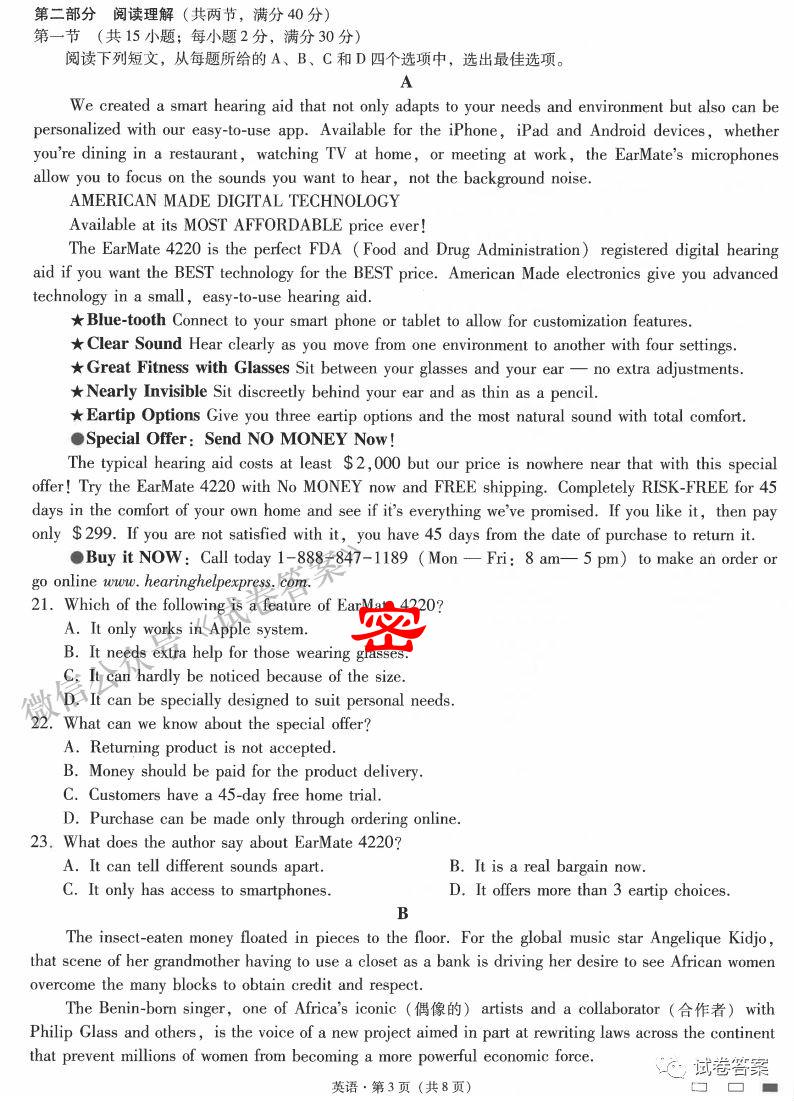 第二部分 阅读理解（共两节，满分 40 分）
第一节 （共 15 小题；每小题 2 分，满分 30 分）
阅读下列短文，从每题所给的 A、B、C 和 D 四个选项中，选出最佳选项。
A
We created a smart hearing aid that not only adapts to your needs and environment but also can be
personalized with our easy-to-use app. Available for the iPhone, iPad and Android devices, whether
you're dining in a restaurant, watching TV at home, or meeting at work, the EarMate's microphones
allow you to focus on the sounds you want to hear, not the background noise.
AMERICAN MADE DIGITAL TECHNOLOGY
Available at its MOST AFFORDABLE price ever!
The EarMate 4220 is the perfect FDA (Food and Drug Administration) registered digital hearing
aid if you want the BEST technology for the BEST price. American Made electronics give you advanced
technology in a small, easy-to-use hearing aid.
★Blue-tooth Connect to your smart phone or tablet to allow for customization features.
★Clear Sound Hear clearly as you move from one environment to another with four settings.
★Great Fitness with Glasses Sit between your glasses and your ear — no extra adjustments.
★Nearly Invisible Sit discreetly behind your ear and as thin as a pencil.
★Eartip Options Give you three eartip options and the most natural sound with total comfort.
●Special Offer: Send NO MONEY Now!
The typical hearing aid costs at least $2,000 but our price is nowhere near that with this special
offer! Try the EarMate 4220 with No MONEY now and FREE shipping. Completely RISK-FREE for 45
days in the comfort of your own home and see if it's everything we've promised. If you like it, then pay
only $299. If you are not satisfied with it, you have 45 days from the date of purchase to return it.
●Buy it NOW: Call today 1-888-847-1189 (Mon — Fri: 8 am— 5 pm) to make an order or
go online www. hearinghelpexpress. com.
21. Which of the following is a feature of EarMate 4220?
A. It only works in Apple system.
B. It needs extra help for those wearing glasses.
C. It can hardly be noticed because of the size.
D. It can be specially designed to suit personal needs.
22. What can we know about the special offer?
A. Returning product is not accepted.
B. Money should be paid for the product delivery.
C. Customers have a 45-day free home trial.
D. Purchase can be made only through ordering online.
23. What does the author say about EarMate 4220?
A. It can tell different sounds apart. B. It is a real bargain now.
C. It only has access to smartphones. D. It offers more than 3 eartip choices.
B
The insect-eaten money floated in pieces to the floor. For the global music star Angelique Kidjo,
that scene of her grandmother having to use a closet as a bank is driving her desire to see African women
overcome the many blocks to obtain credit and respect.
The Benin-born singer, one of Africa's iconic (偶像的) artists and a collaborator (合作者) with
Philip Glass and others, is the voice of a new project aimed in part at rewriting laws across the continent
that prevent millions of women from becoming a more powerful economic force.
英语·第 3 页（共 8 页）
密
微信公众号《试卷答案》
试卷答案